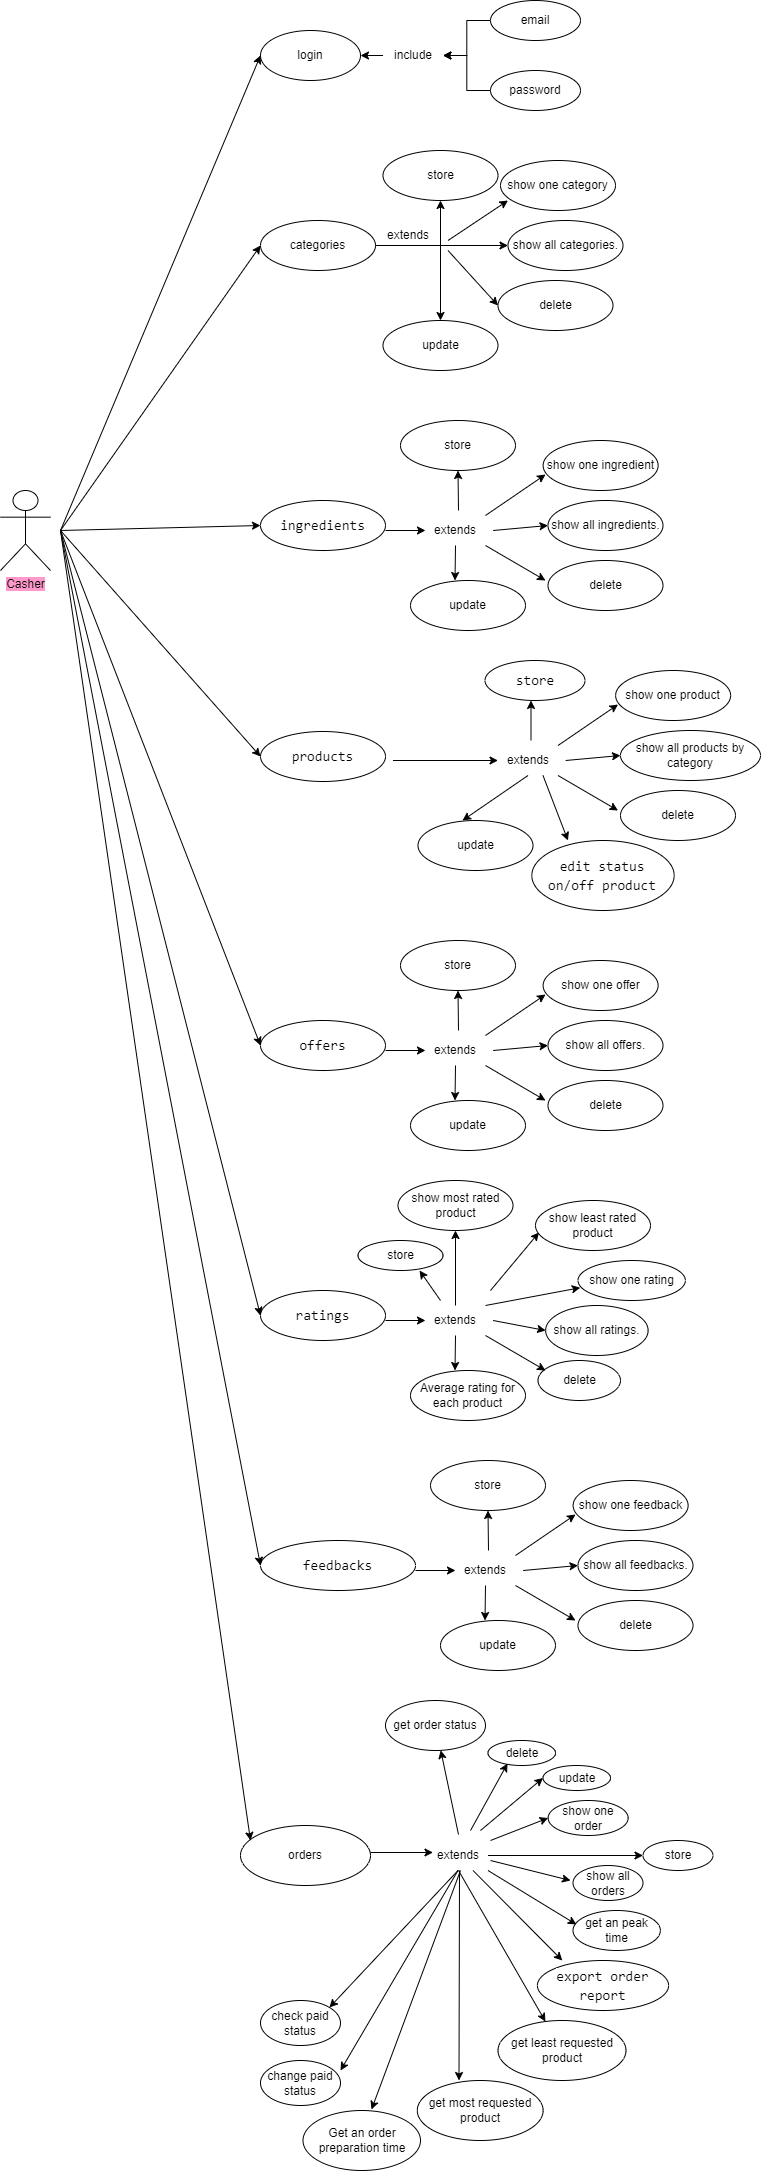 email
login
include
password
store
show one category
extends
categories
show all categories.
delete
update
store
show one ingredient
ingredients
extends
show all ingredients.
Casher
delete
update
store
show one product
products
extends
show all products by
category
delete
update
edit status
on/off product
store
show one offer
offers
extends
show all offers.
delete
update
show most rated
product
show least rated
product
store
show one rating
ratings
extends
show all ratings.
delete
Average rating for
each product
store
show one feedback
feedbacks
extends
show all feedbacks.
delete
update
get order status
delete
update
show one
order
orders
extends
store
show all
orders
get an peak
time
export order
report
check paid
status
get least requested
product
change paid
status
get most requested
product
Get an order
preparation time